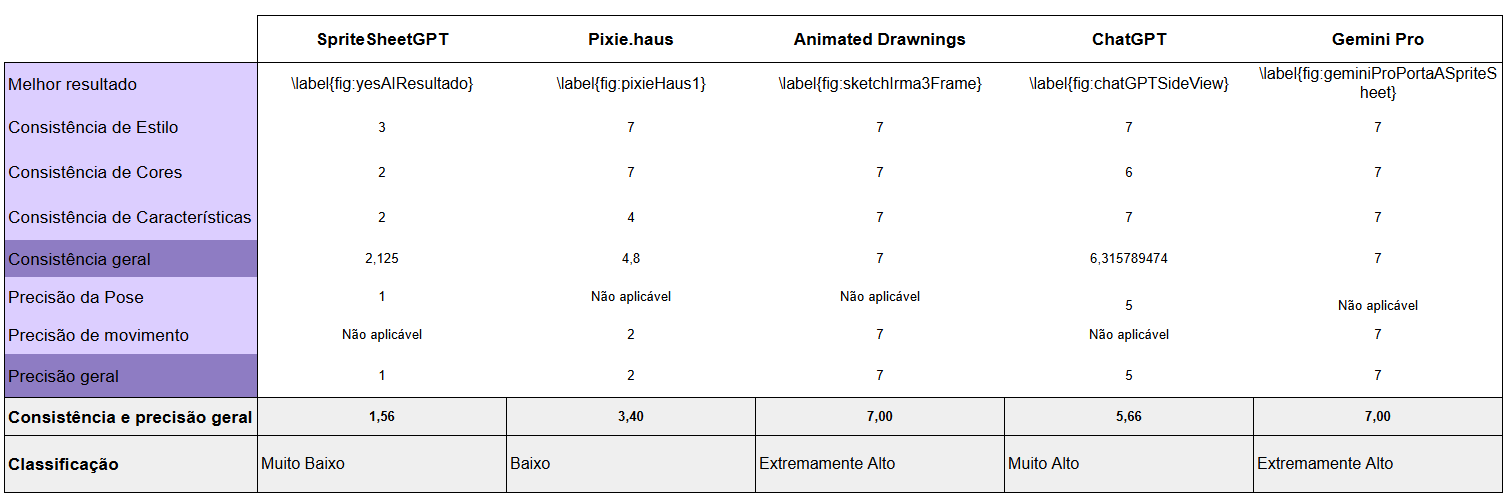 SpriteSheetGPT Pixie.haus Animated Drawnings ChatGPT Gemini Pro
Melhor resultado \label{fig:yesAIResultado} \label{fig:pixieHaus1} \label{fig:sketchIrma3Frame} \label{fig:chatGPTSideView} \label{fig:geminiProPortaASpriteS
heet}
Consistência de Estilo 3 7 7 7 7
Consistência de Cores 2 7 7 6 7
Consistência de Características 2 4 7 7 7
Consistência geral 2,125 4,8 7 6,315789474 7
Precisão da Pose 1 Não aplicável Não aplicável 5 Não aplicável
Precisão de movimento Não aplicável 2 7 Não aplicável 7
Precisão geral 1 2 7 5 7
Consistência e precisão geral 1,56 3,40 7,00 5,66 7,00
Classificação Muito Baixo Baixo Extremamente Alto Muito Alto Extremamente Alto